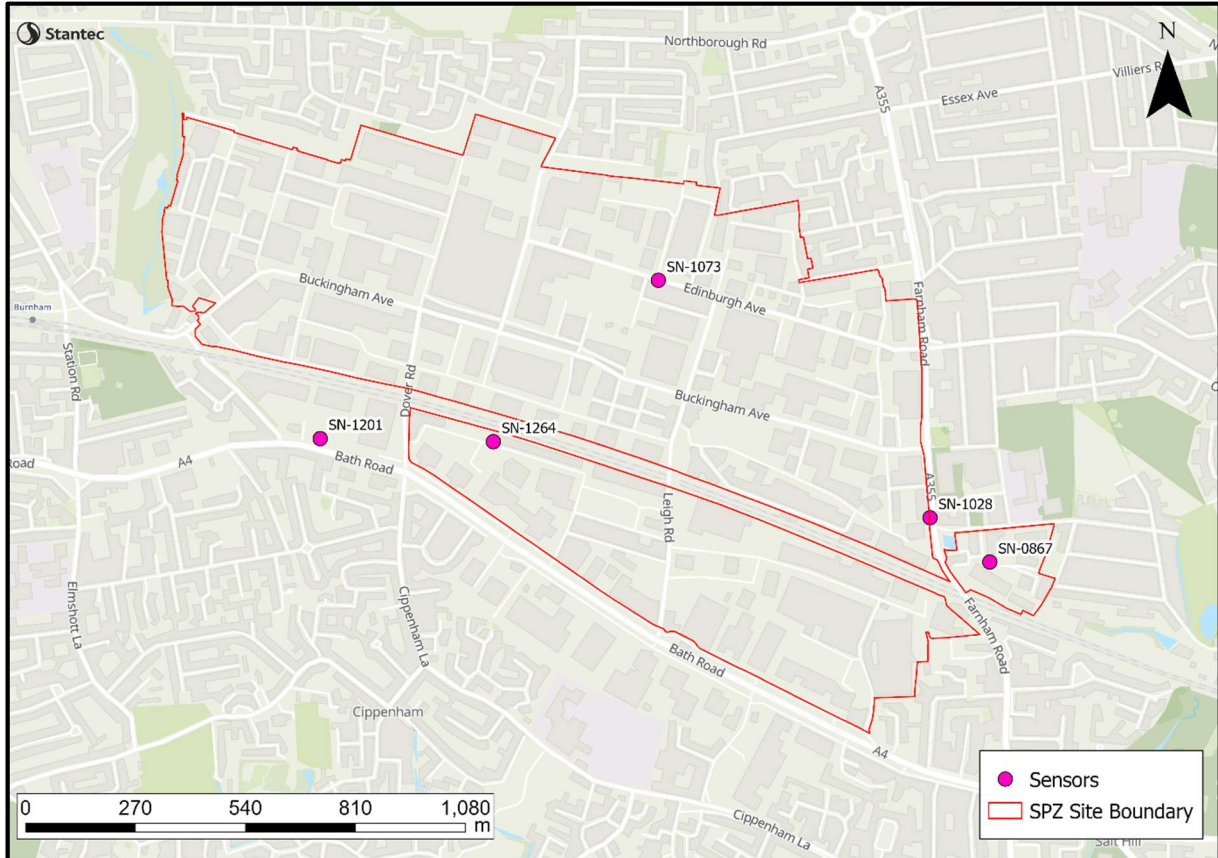 Stantec
N
Northborough Rd
Villiers R
Essex Ave
A355
SN-1073
Buckingham Ave
Edinburgh Ave
Farnham Road
Burnham
Station Rd
Dover Rd
Buckingham Ave
SN-1201
SN-1264
Road
A4
Bath Road
A355
SN-1028
Leigh Rd
SN-0867
Elmshott La
Cippenham La
Farnham Road
Bath Road
Cippenham
A4
Sensors
SPZ Site Boundary
0 270 540 810 1,080
m
Cippenham La
Salt Hill